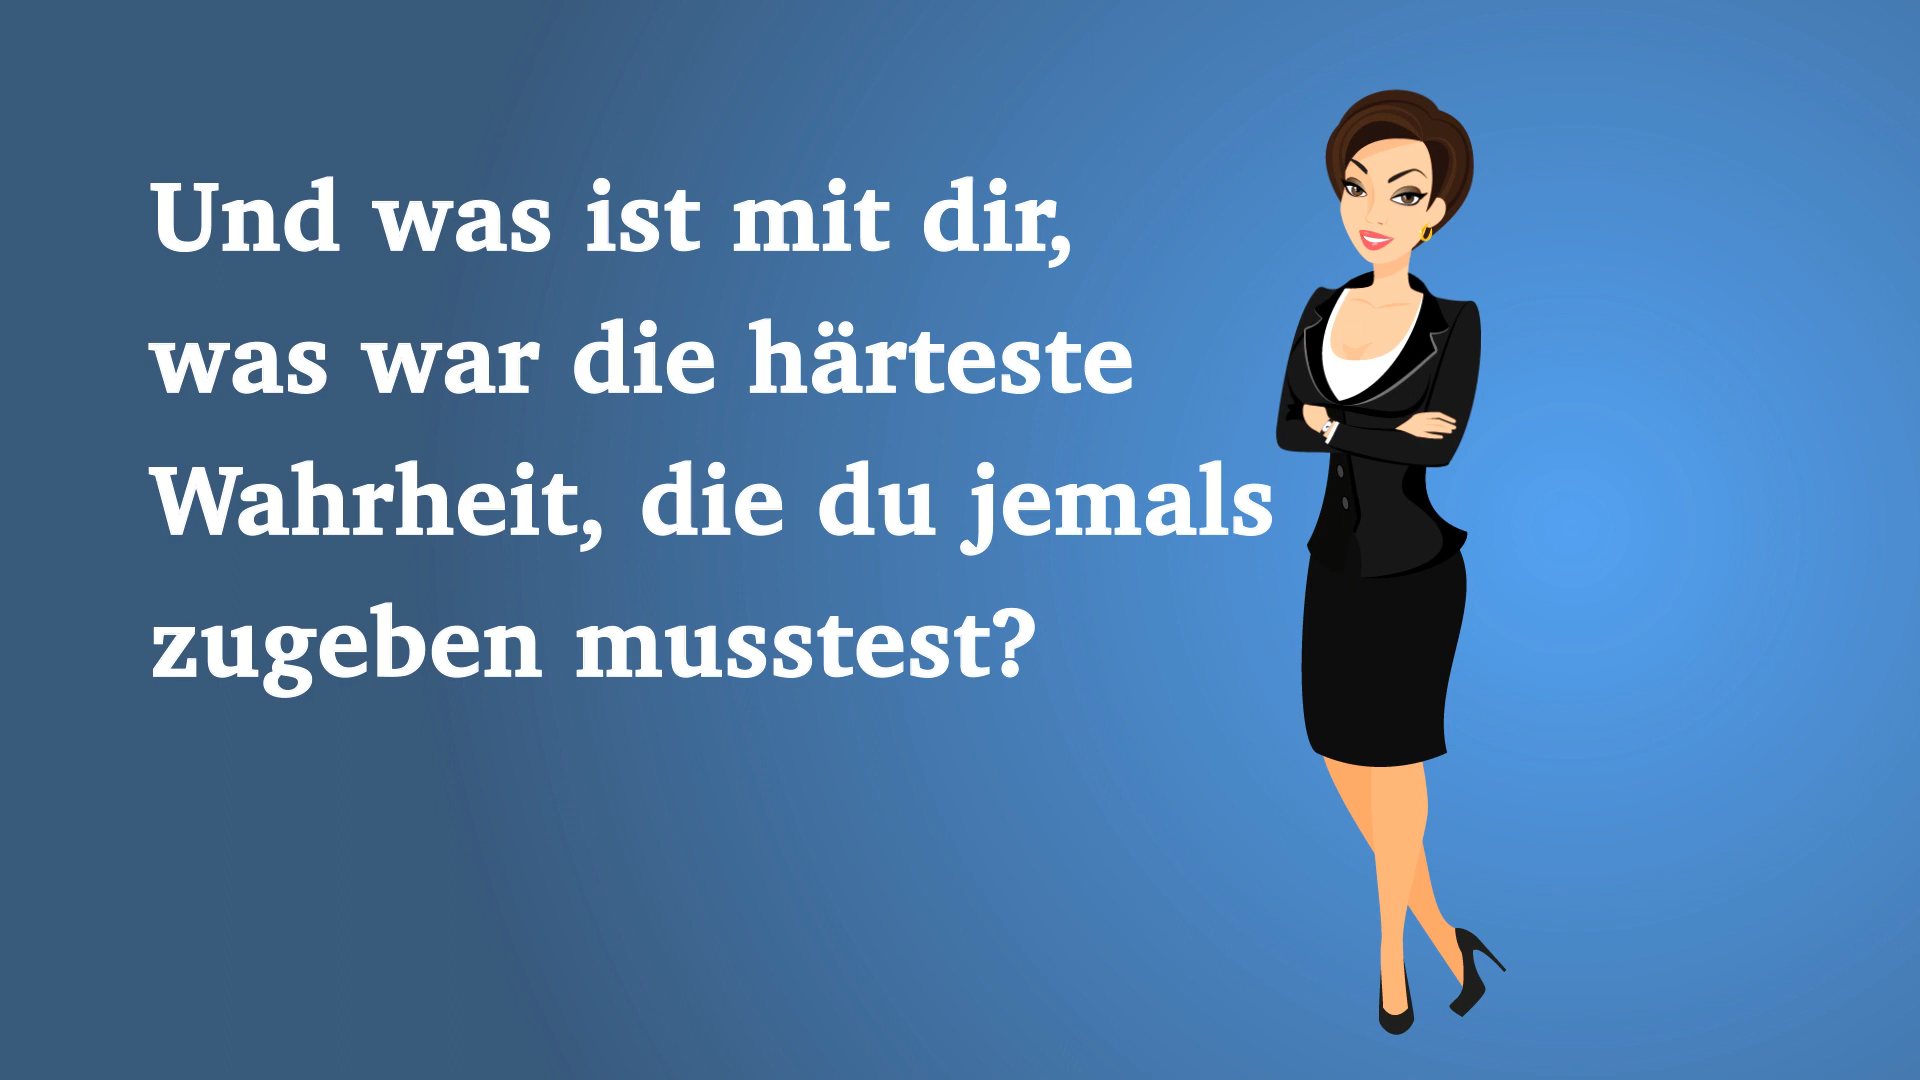 Und was ist mit dir,
was war die härteste
Wahrheit, die du jemals
zugeben musstest?